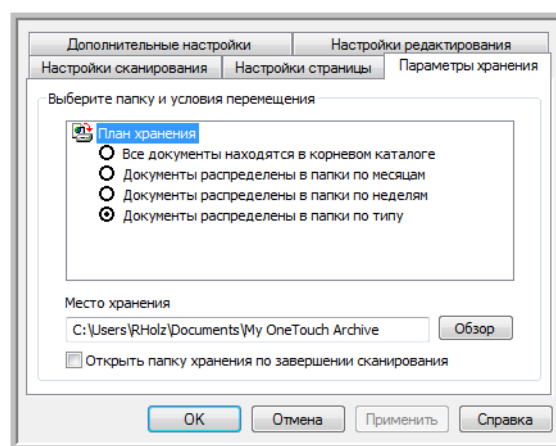 Дополнительные настройки
Настройки редактирования
Настройки сканирования
Настройки страницы
Параметры хранения
Выберите папку и условия перемещения
План хранения
Все документы находятся в корневом каталоге
Документы распределены в папки по месяцам
Документы распределены в папки по неделям
Документы распределены в папки по типу
Место хранения
C:\Users\RHolz\Documents\My OneTouch Archive
Обзор
Открыть папку хранения по завершении сканирования
OK
Отмена
Применить
Справка